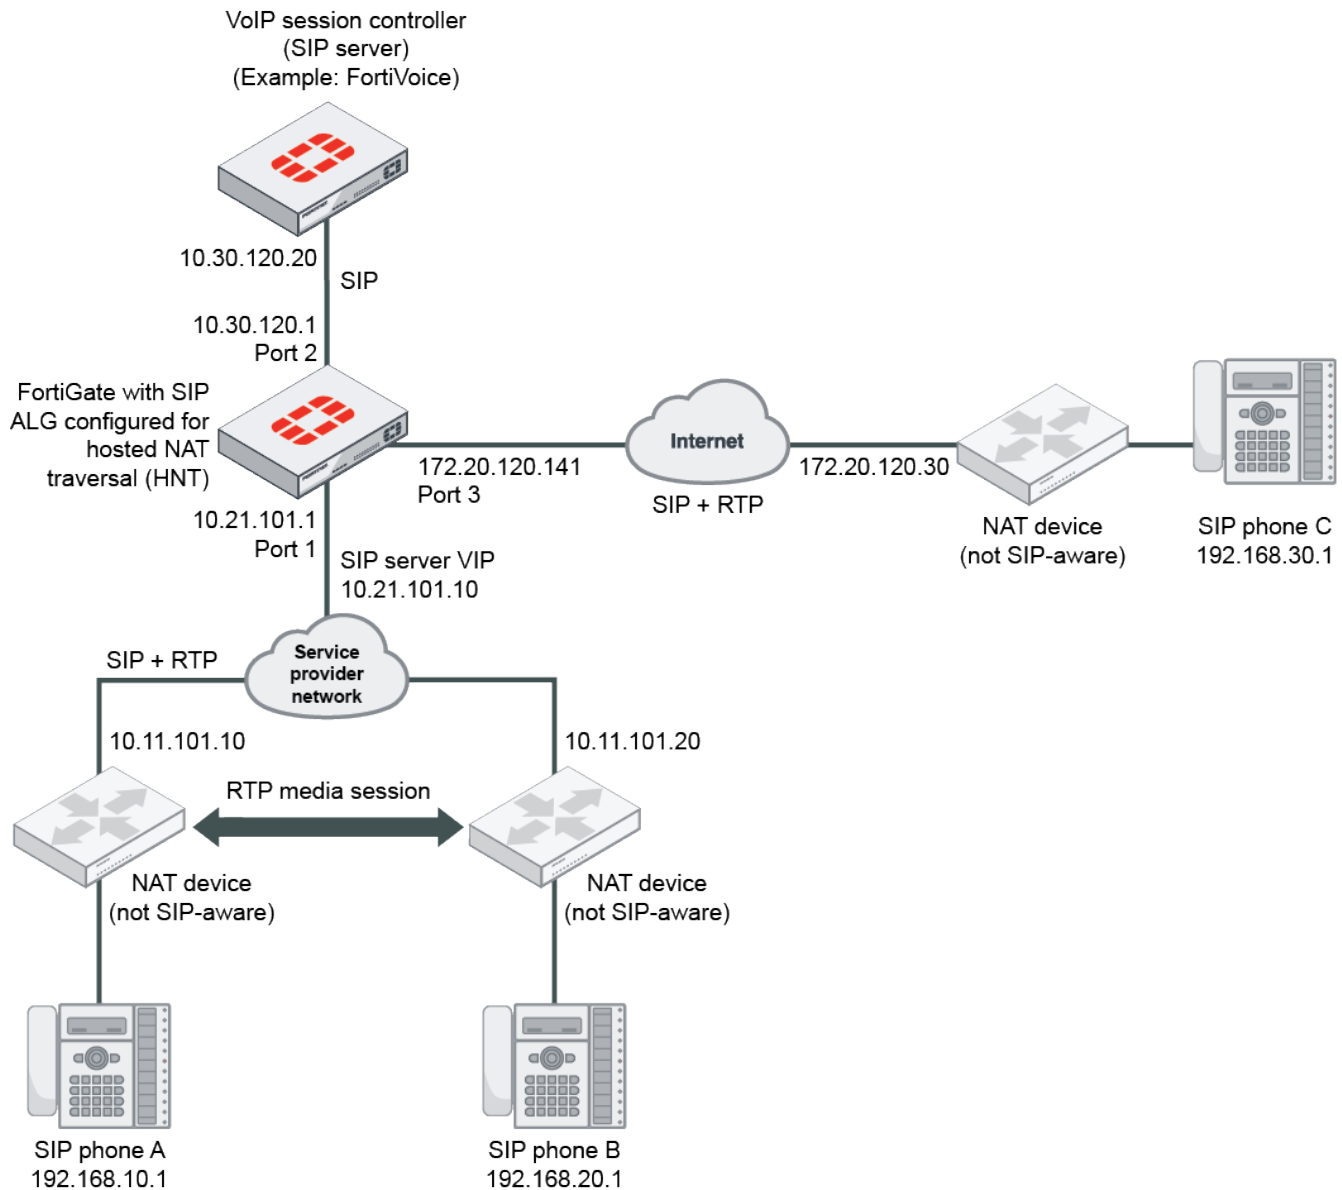 VoIP session controller
(SIP server)
(Example: FortiVoice)
10.30.120.20
SIP
10.30.120.1
Port 2
FortiGate with SIP
ALG configured for
hosted NAT
traversal (HNT)
Internet
172.20.120.141
Port 3
SIP + RTP
172.20.120.30
NAT device
(not SIP-aware)
SIP phone C
192.168.30.1
10.21.101.1
Port 1
SIP server VIP
10.21.101.10
Service
provider
network
SIP + RTP
10.11.101.10
10.11.101.20
RTP media session
NAT device
(not SIP-aware)
NAT device
(not SIP-aware)
SIP phone A
192.168.10.1
SIP phone B
192.168.20.1